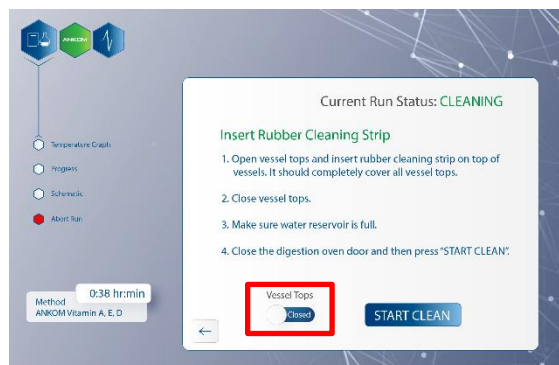 ANKOM
Current Run Status: CLEANING
Insert Rubber Cleaning Strip
1. Open vessel tops and insert rubber cleaning strip on top of
vessels. It should completely cover all vessel tops.
2. Close vessel tops.
3. Make sure water reservoir is full.
4. Close the digestion oven door and then press “START CLEAN”.
Temperature Graph
Progress
Schematic
Abort Run
0:38 hr:min
Method
ANKOM Vitamin A, E, D
Vessel Tops
Closed
START CLEAN